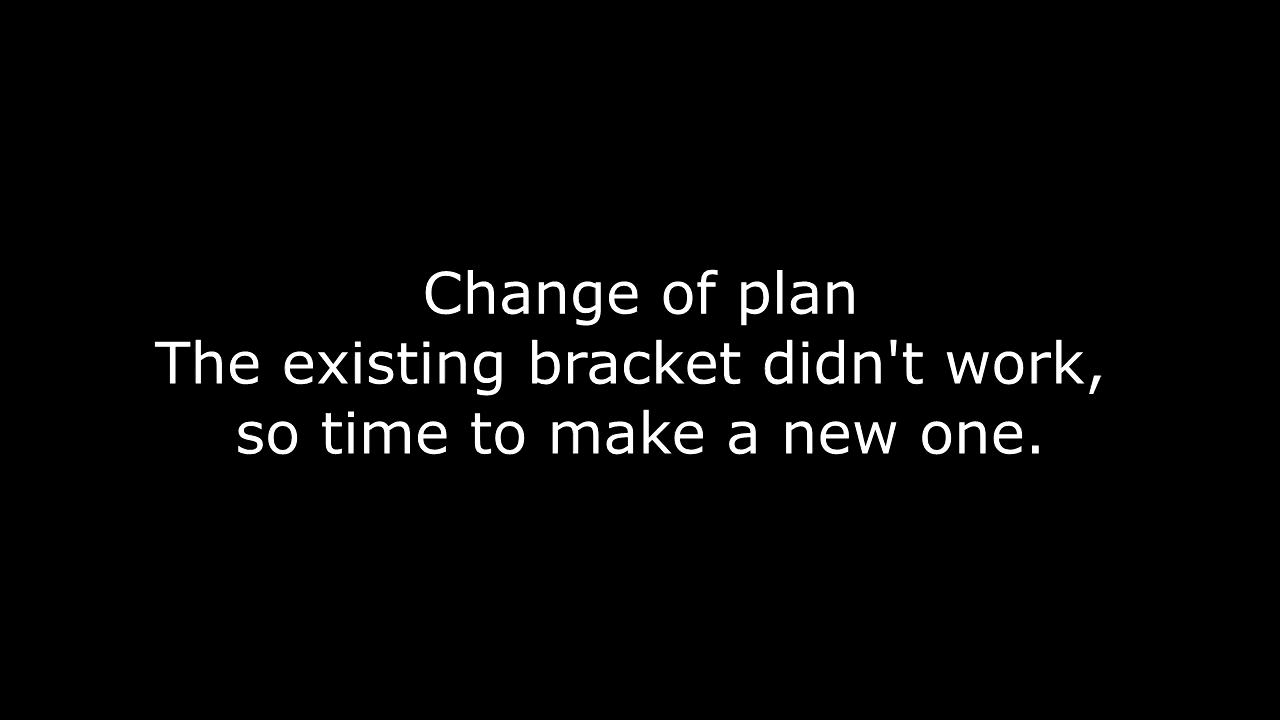 Change of plan
The existing bracket didn't work,
so time to make a new one.